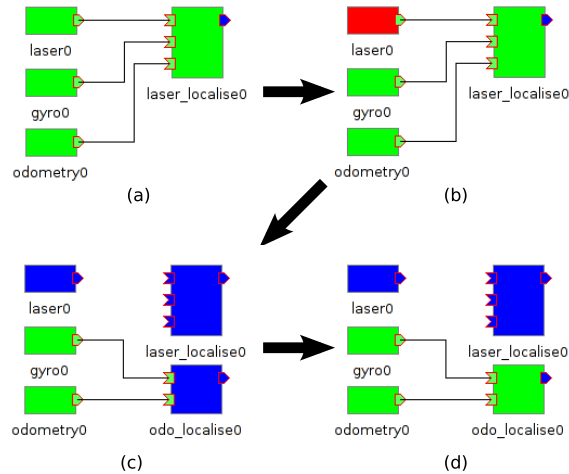 laser0
gyro0
odometry0
laser_localise0
(a)
laser0
gyro0
odometry0
laser_localise0
(b)
laser0
gyro0
odometry0
laser_localise0
odo_localise0
(c)
laser0
gyro0
odometry0
laser_localise0
odo_localise0
(d)